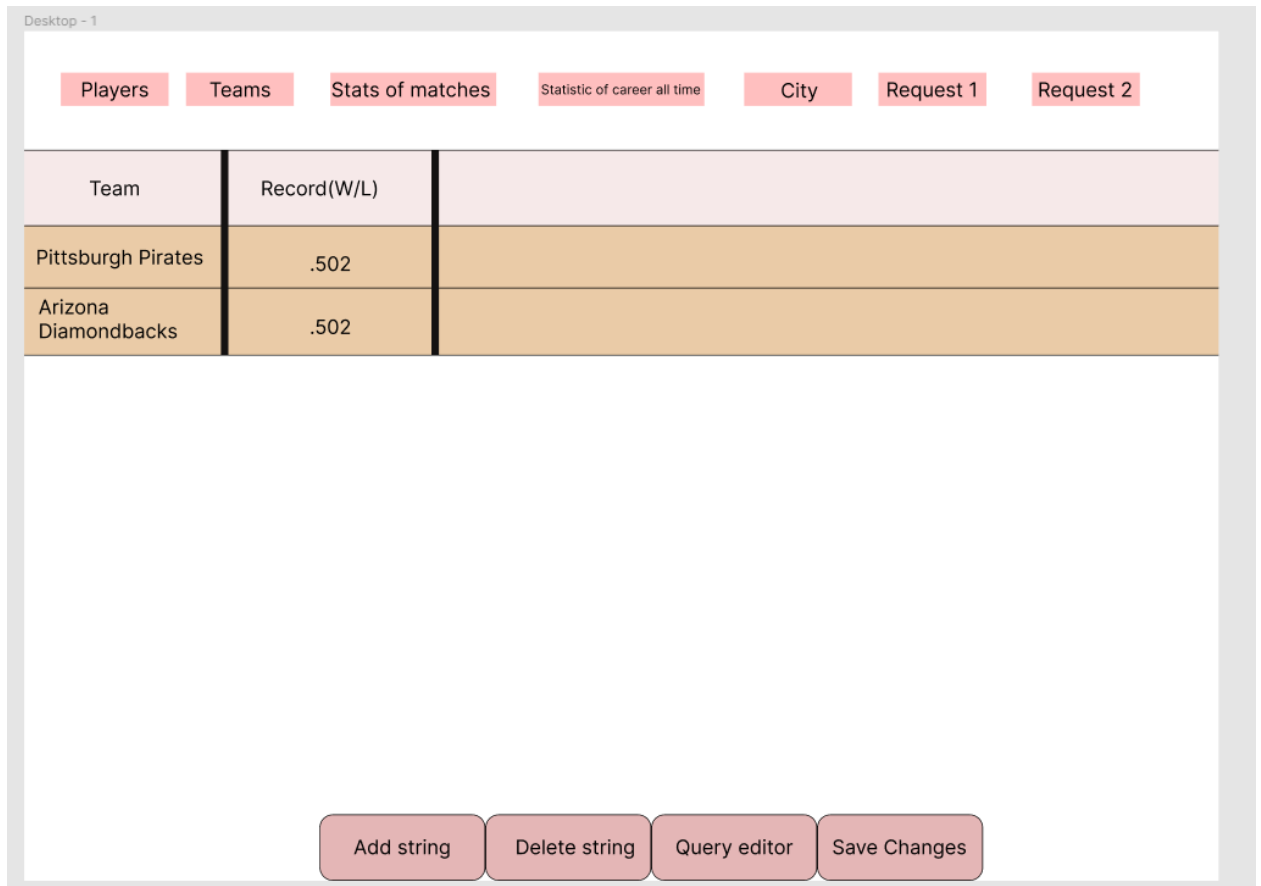 Desktop - 1
Players Teams Stats of matches Statistic of career all time City Request 1 Request 2
Team Record(W/L)
Pittsburgh Pirates .502
Arizona
Diamondbacks .502
Add string Delete string Query editor Save Changes